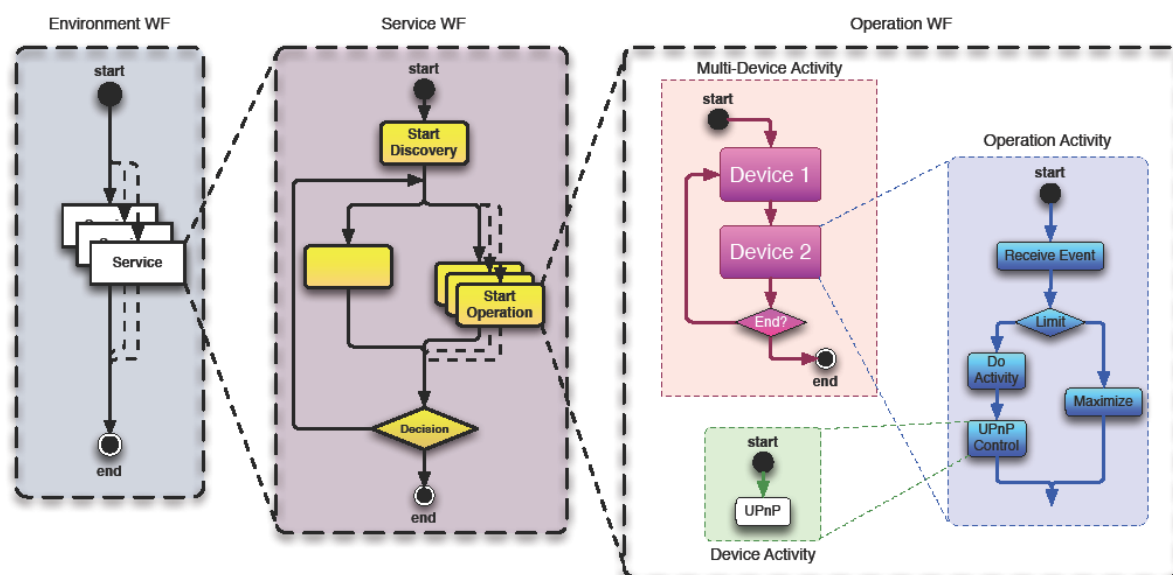 Environment WF
start
Service
end
Service WF
start
Start
Discovery
Start
Operation
Decision
end
Operation WF
Multi-Device Activity
start
Device 1
Device 2
End?
end
Operation Activity
start
Receive Event
Limit
Do
Activity
Maximize
UPnP
Control
start
UPnP
Device Activity